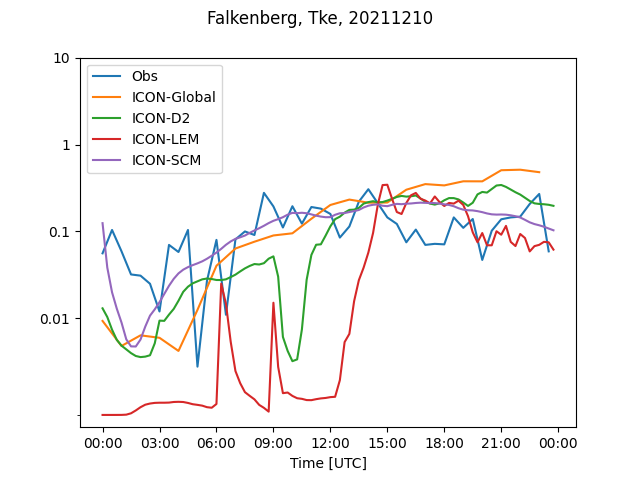 Falkenberg, Tke, 20211210
10
1
0.1
0.01
Obs
ICON-Global
ICON-D2
ICON-LEM
ICON-SCM
00:00 03:00 06:00 09:00 12:00 15:00 18:00 21:00 00:00
Time [UTC]